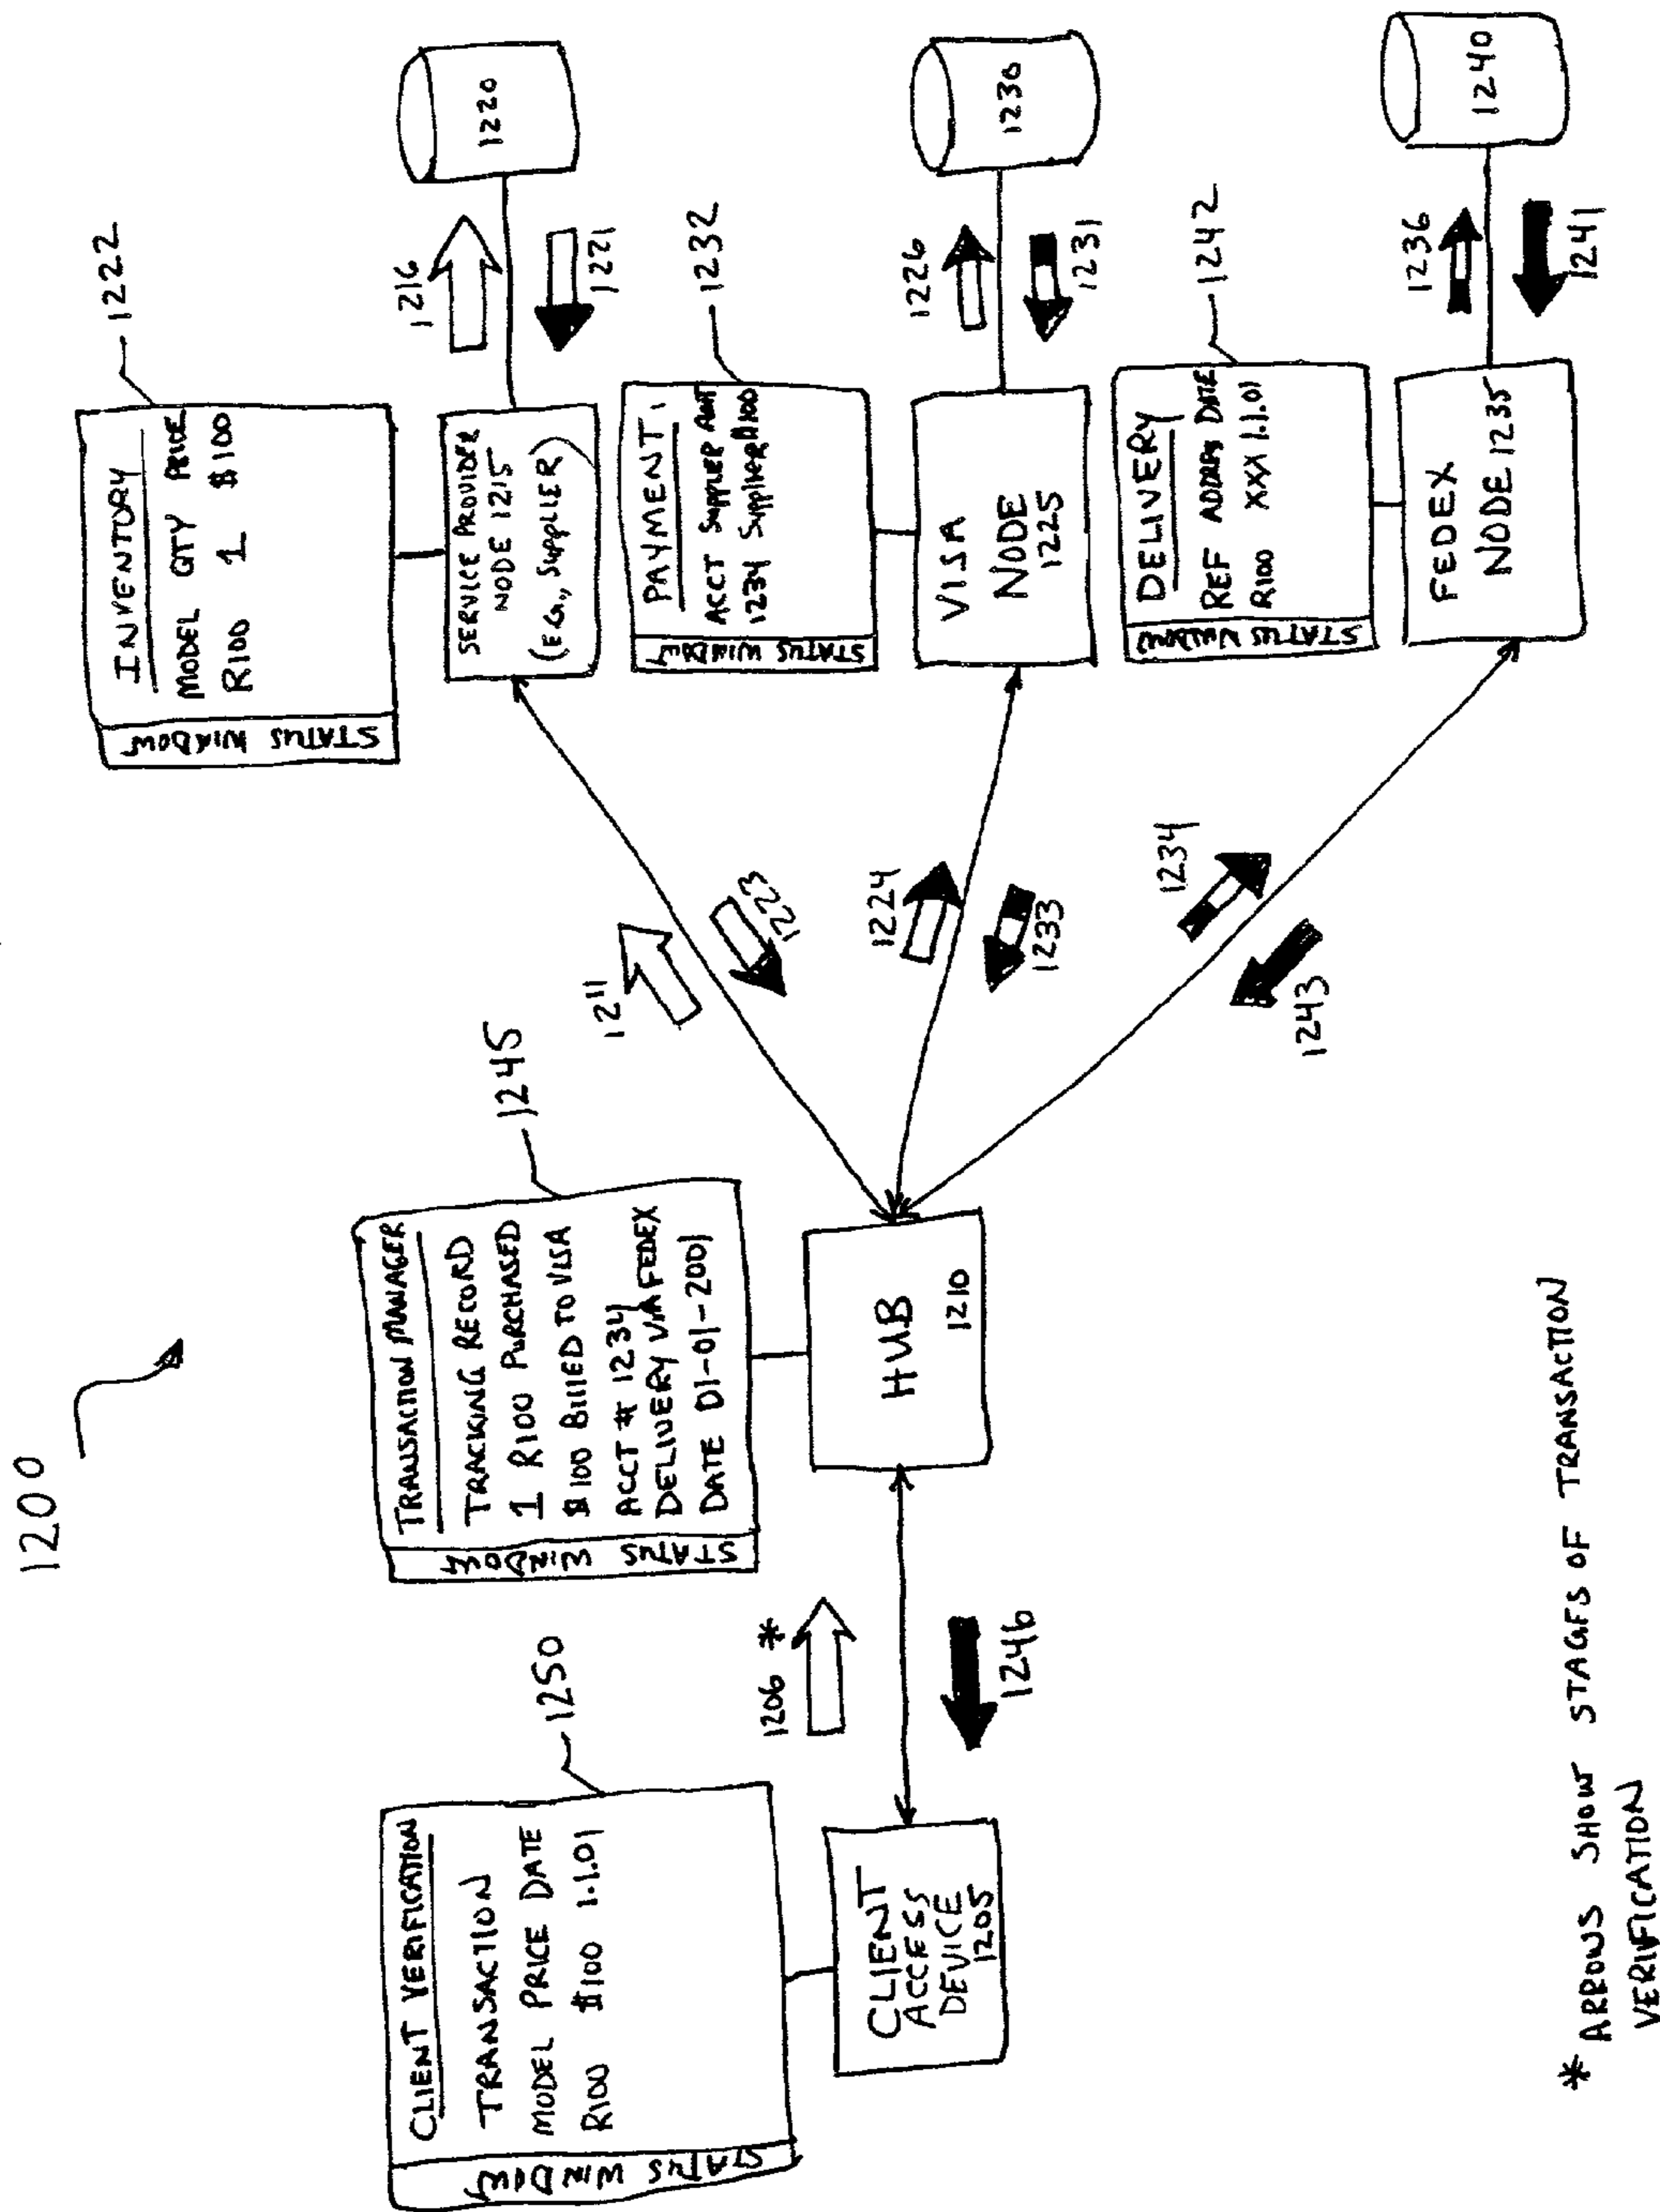 1200
1250
STATUS WINDOW
CLIENT VERIFICATION
TRANSACTION
MODEL PRICE DATE
R100 $100 1.1.01
CLIENT
ACCESS
DEVICE
1205
1206 *
1246
1245
STATUS WINDOW
TRANSACTION MANAGER
TRACKING RECORD
1 R100 PURCHASED
$100 BILLED TO VISA
ACCT # 1234
DELIVERY VIA FEDEX
DATE 01-01-2001
HUB
1210
1211
1223
1224
1233
1234
1243
1222
STATUS WINDOW
INVENTORY
MODEL QTY PRICE
R100 1 $100
SERVICE PROVIDER
NODE 1215
(E.G., SUPPLIER)
1216
1221
1220
1232
STATUS WINDOW
PAYMENT
ACCT SUPPLIER AMT
1234 SUPPLIER $100
VISA
NODE
1225
1226
1231
1230
1242
STATUS WINDOW
DELIVERY
REF ADDRESS DATE
R100 XXX 1.1.01
FEDEX
NODE 1235
1236
1241
1240
* ARROWS SHOW STAGES OF TRANSACTION
VERIFICATION